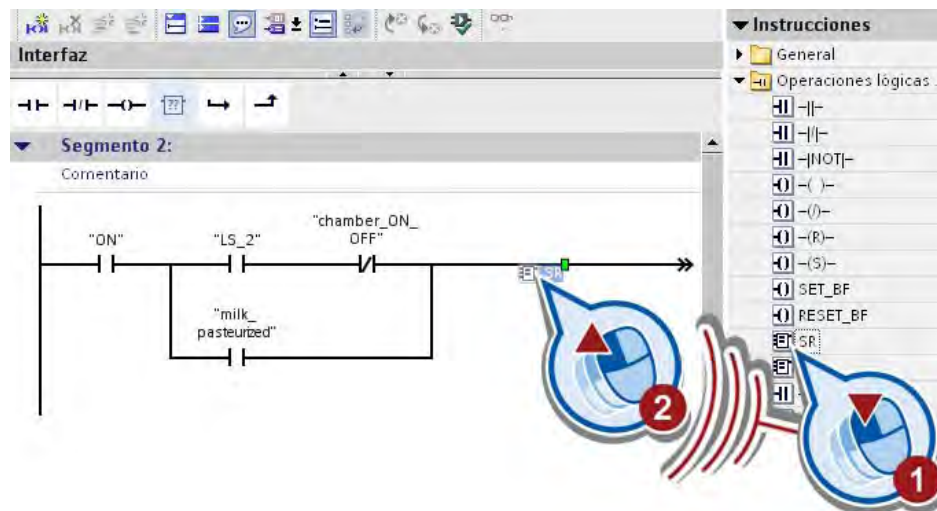 Instrucciones
Interfaz
General
Operaciones lógicas
-||-
-|/|-
-|NOT|-
-( )-
-(/)-
-(R)-
-(S)-
SET_BF
RESET_BF
SR
??
Segmento 2:
Comentario
"ON"
"LS_2"
"chamber_ON_
OFF"
"milk_
pasteurized"
SR
2
1